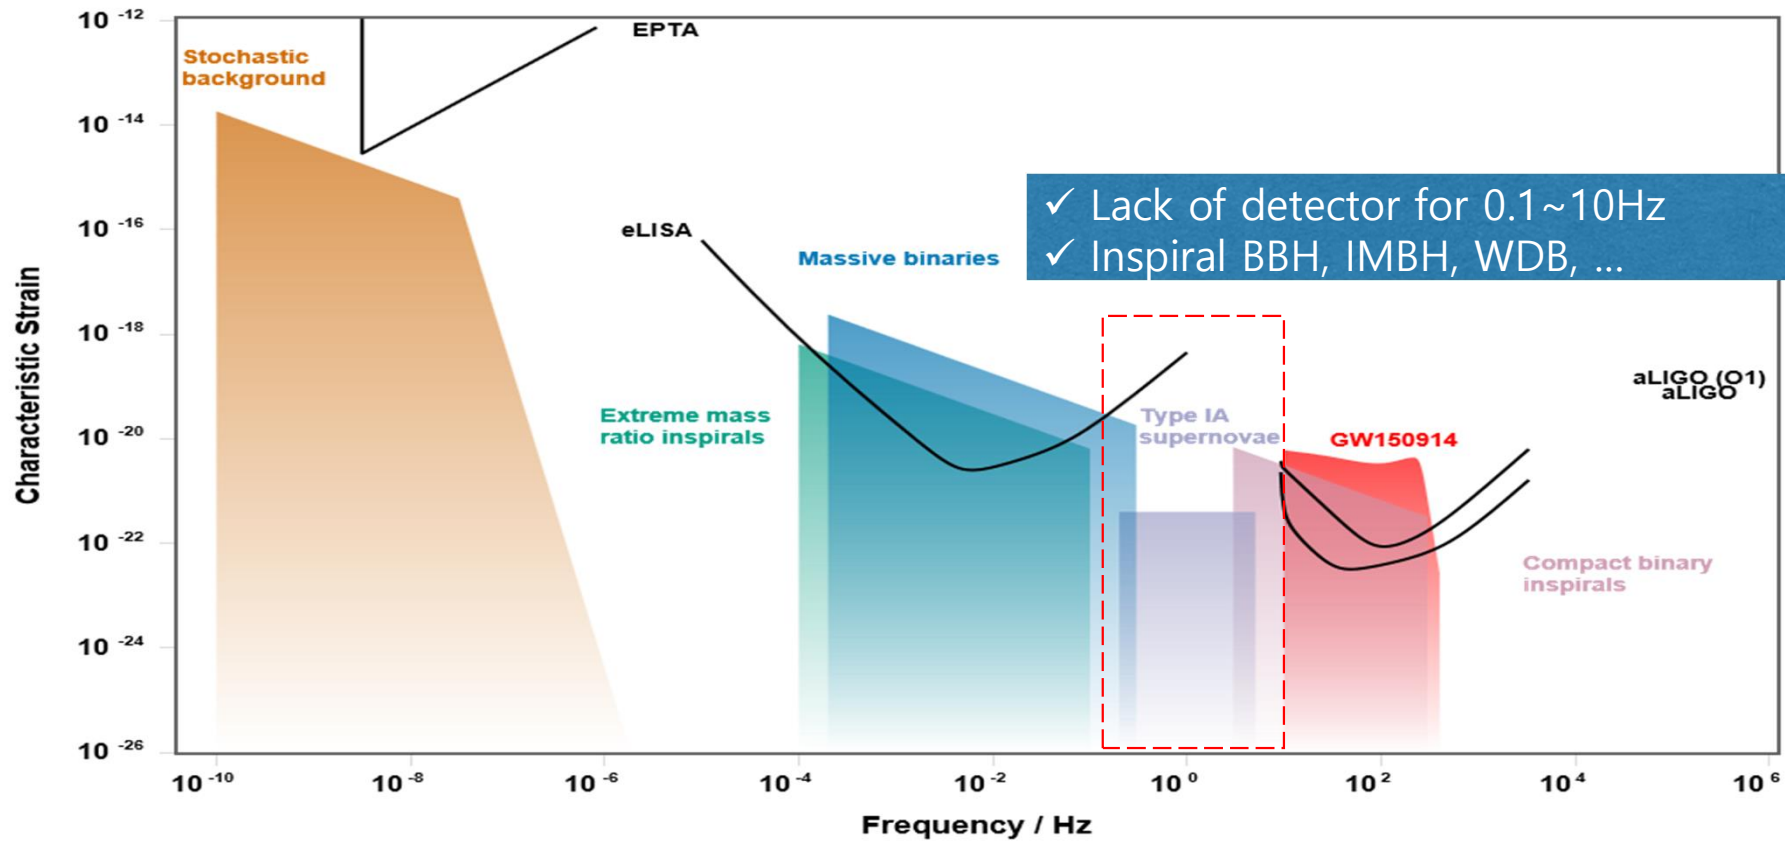 10 -12
10 -14
10 -16
10 -18
10 -20
10 -22
10 -24
10 -26
Characteristic Strain
Stochastic
background
EPTA
eLISA
Massive binaries
✓ Lack of detector for 0.1~10Hz
✓ Inspiral BBH, IMBH, WDB, ...
Extreme mass
ratio inspirals
Type IA
supernovae
GW150914
aLIGO (O1)
aLIGO
Compact binary
inspirals
10 -10
10 -8
10 -6
10 -4
10 -2
10 0
10 2
10 4
10 6
Frequency / Hz